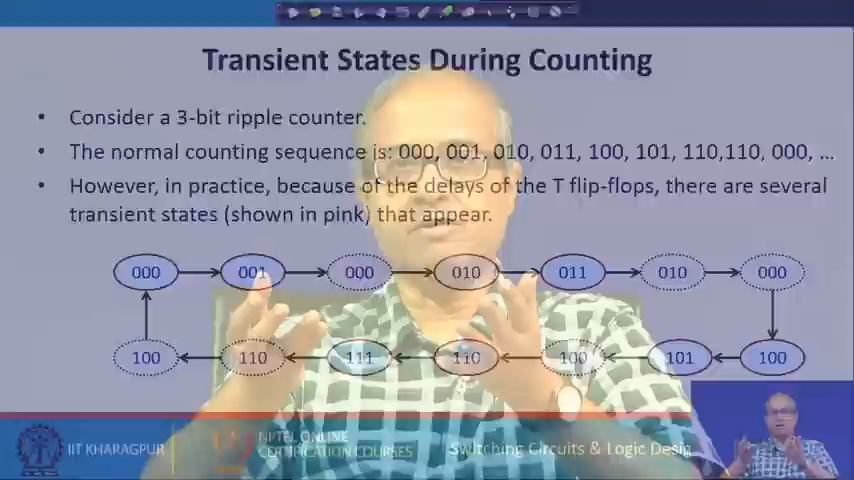 Transient States During Counting
• Consider a 3-bit ripple counter.
• The normal counting sequence is: 000, 001, 010, 011, 100, 101, 110,110, 000, ...
• However, in practice, because of the delays of the T flip-flops, there are several
transient states (shown in pink) that appear.
000 001 000 010 011 010 000
100 110 111 110 100 101 100
IIT KHARAGPUR
NPTEL ONLINE
CERTIFICATION COURSES
Switching Circuits & Logic Desig